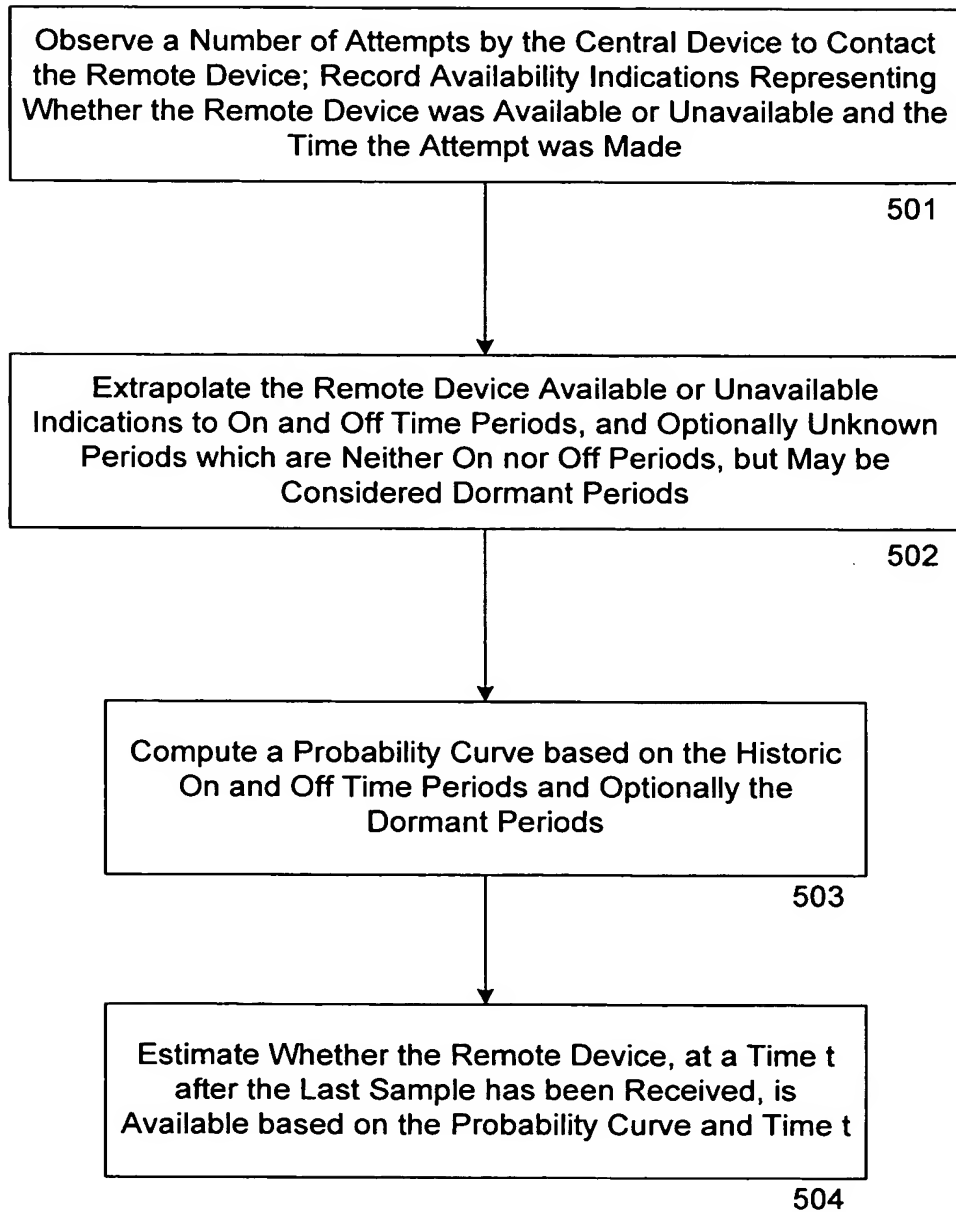 Observe a Number of Attempts by the Central Device to Contact
the Remote Device; Record Availability Indications Representing
Whether the Remote Device was Available or Unavailable and the
Time the Attempt was Made
501
Extrapolate the Remote Device Available or Unavailable
Indications to On and Off Time Periods, and Optionally Unknown
Periods which are Neither On nor Off Periods, but May be
Considered Dormant Periods
502
Compute a Probability Curve based on the Historic
On and Off Time Periods and Optionally the
Dormant Periods
503
Estimate Whether the Remote Device, at a Time t
after the Last Sample has been Received, is
Available based on the Probability Curve and Time t
504